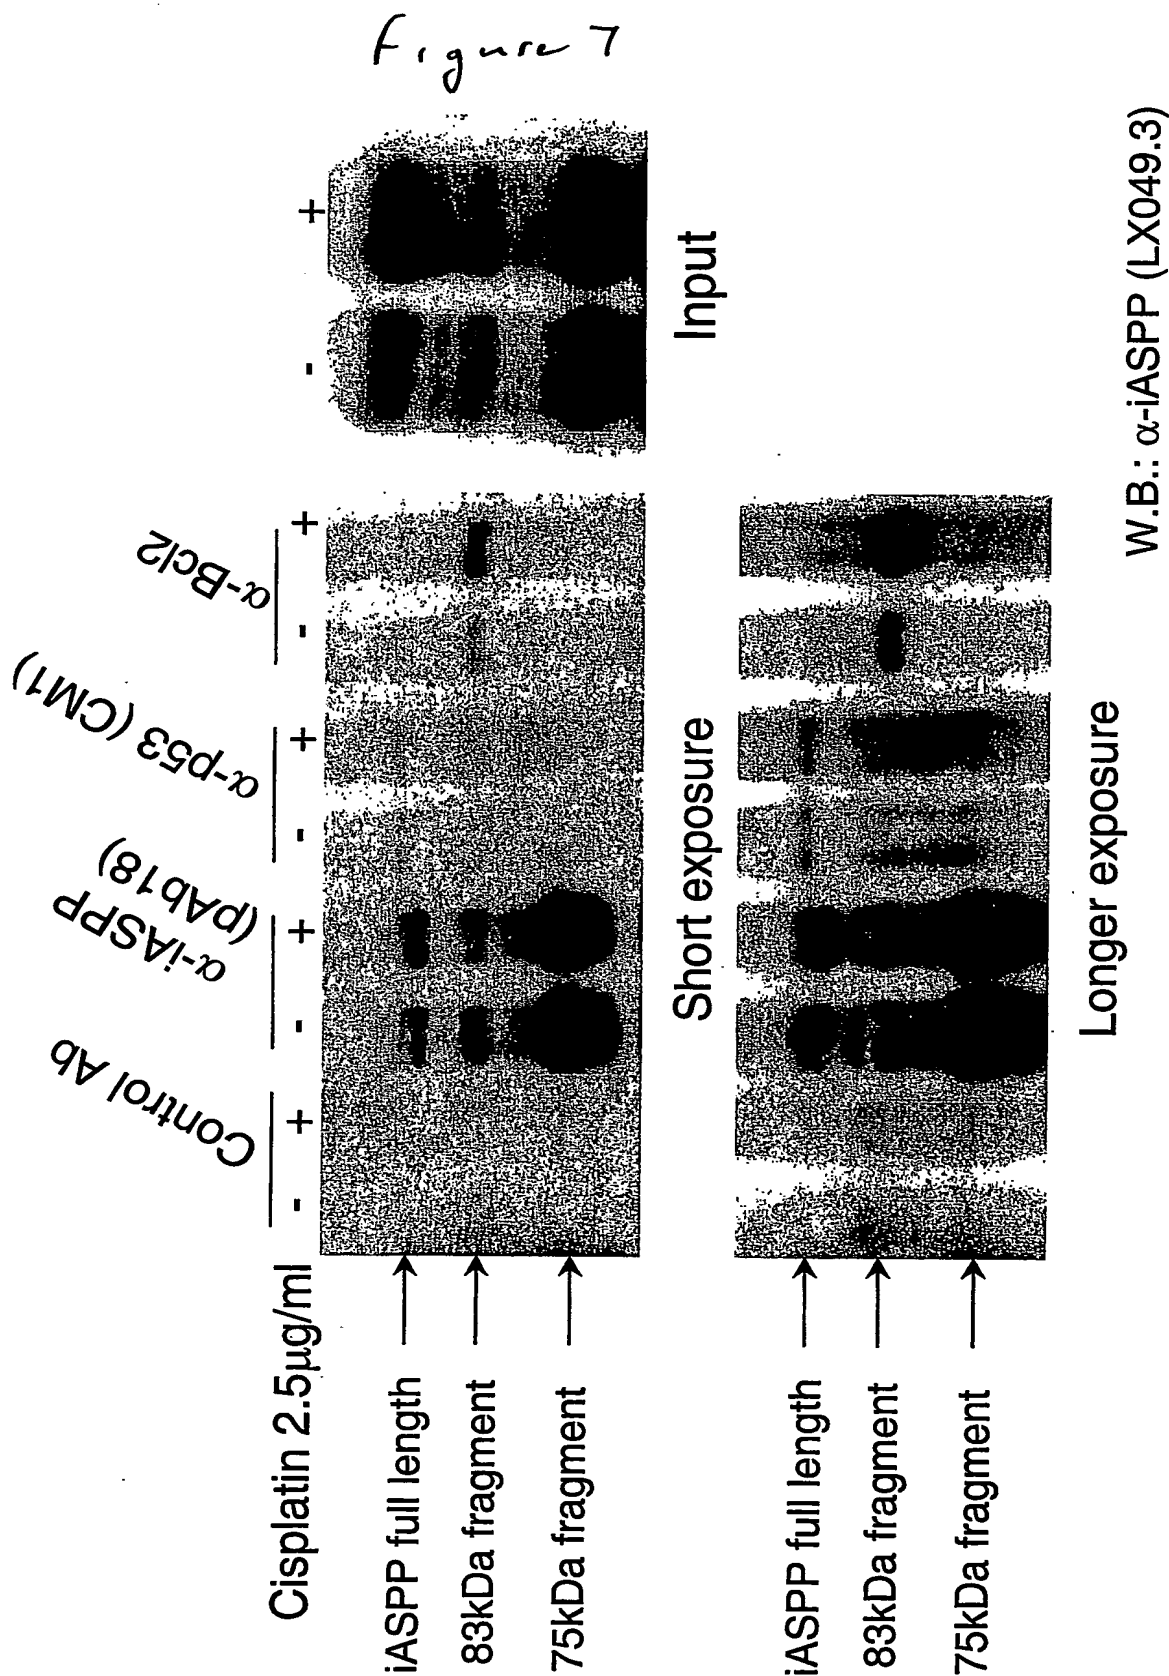 Figure 7
Cisplatin 2.5µg/ml
Control Ab
α-iASPP
(pAb18)
α-p53 (CM1)
α-Bcl2
- + - + - + - + - +
iASPP full length
83kDa fragment
75kDa fragment
Short exposure
Input
iASPP full length
83kDa fragment
75kDa fragment
Longer exposure
W.B.: α-iASPP (LX049.3)